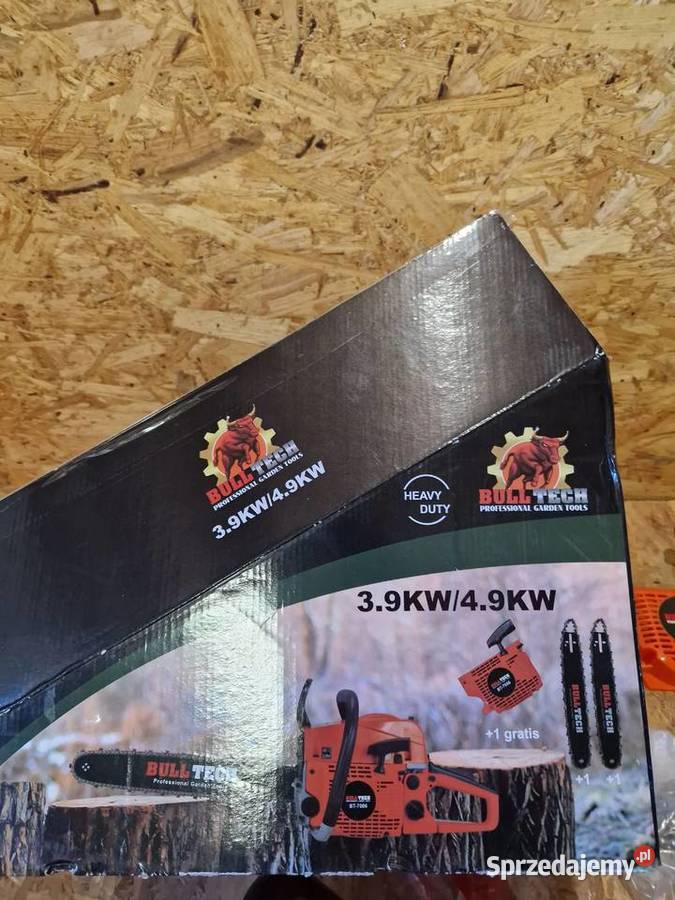 BULL TECH
PROFESSIONAL GARDEN TOOLS
3.9KW/4.9KW
HEAVY
DUTY
BULL TECH
PROFESSIONAL GARDEN TOOLS
3.9KW/4.9KW
BULL TECH
+1 gratis
BULL TECH
BULL TECH
+1
+1
BULL TECH
Professional Garden Tools
BULL TECH
BT-7006
Sprzedajemy.pl